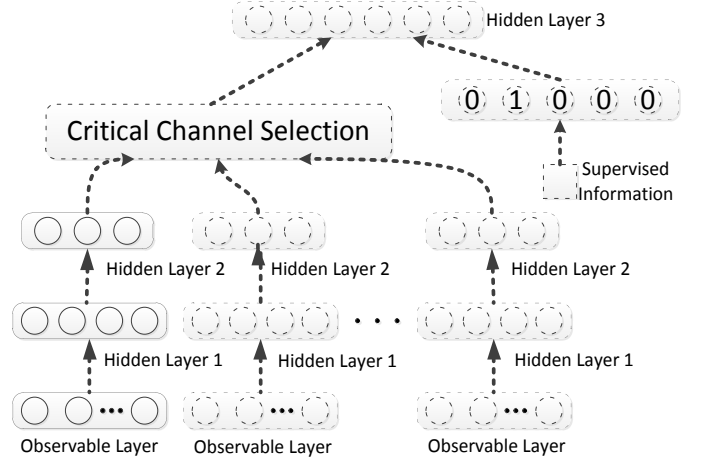 Hidden Layer 3
0 1 0 0 0
Critical Channel Selection
Supervised
Information
Hidden Layer 2
Hidden Layer 2
Hidden Layer 2
Hidden Layer 1
Hidden Layer 1
Hidden Layer 1
Observable Layer
Observable Layer
Observable Layer